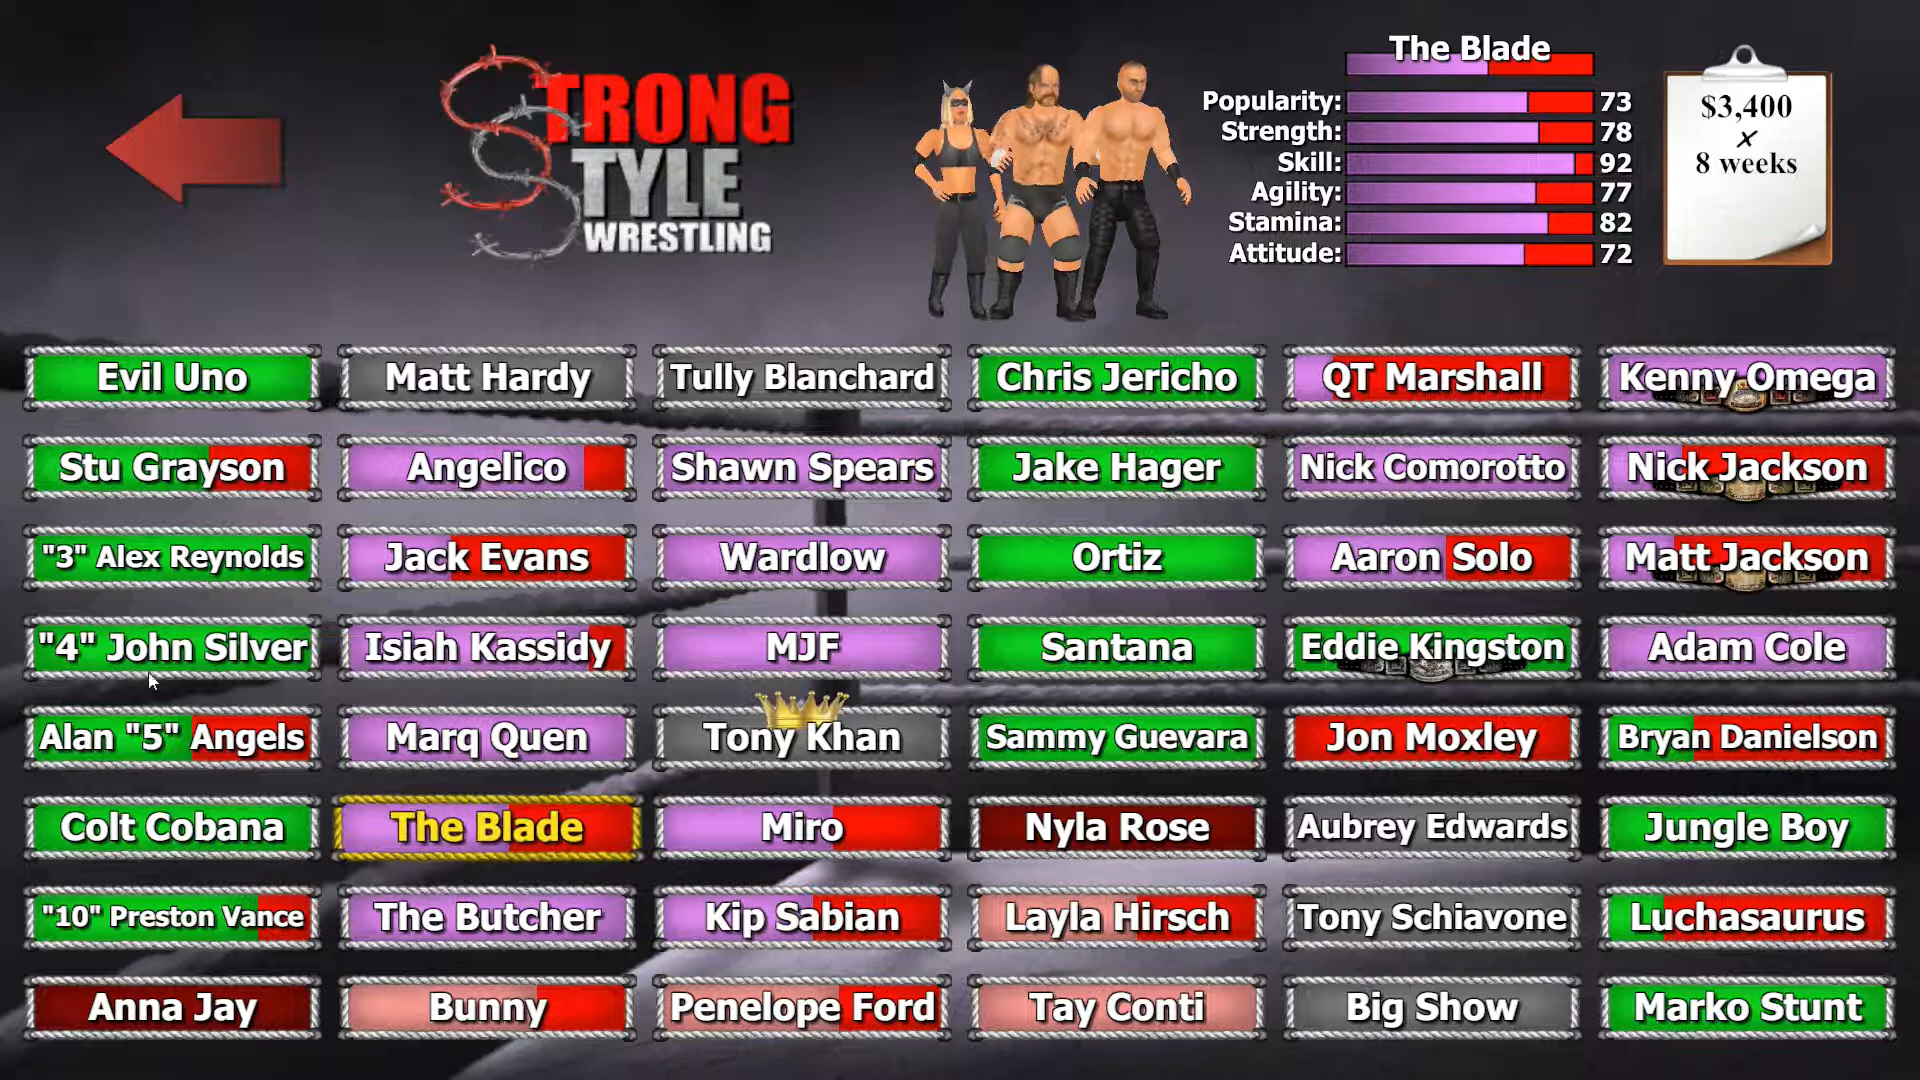 STRONG
STYLE
WRESTLING
The Blade
Popularity: 73
Strength: 78
Skill: 92
Agility: 77
Stamina: 82
Attitude: 72
$3,400
x
8 weeks
Evil Uno
Matt Hardy
Tully Blanchard
Chris Jericho
QT Marshall
Kenny Omega
Stu Grayson
Angelico
Shawn Spears
Jake Hager
Nick Comorotto
Nick Jackson
"3" Alex Reynolds
Jack Evans
Wardlow
Ortiz
Aaron Solo
Matt Jackson
"4" John Silver
Isiah Kassidy
MJF
Santana
Eddie Kingston
Adam Cole
Alan "5" Angels
Marq Quen
Tony Khan
Sammy Guevara
Jon Moxley
Bryan Danielson
Colt Cobana
The Blade
Miro
Nyla Rose
Aubrey Edwards
Jungle Boy
"10" Preston Vance
The Butcher
Kip Sabian
Layla Hirsch
Tony Schiavone
Luchasaurus
Anna Jay
Bunny
Penelope Ford
Tay Conti
Big Show
Marko Stunt